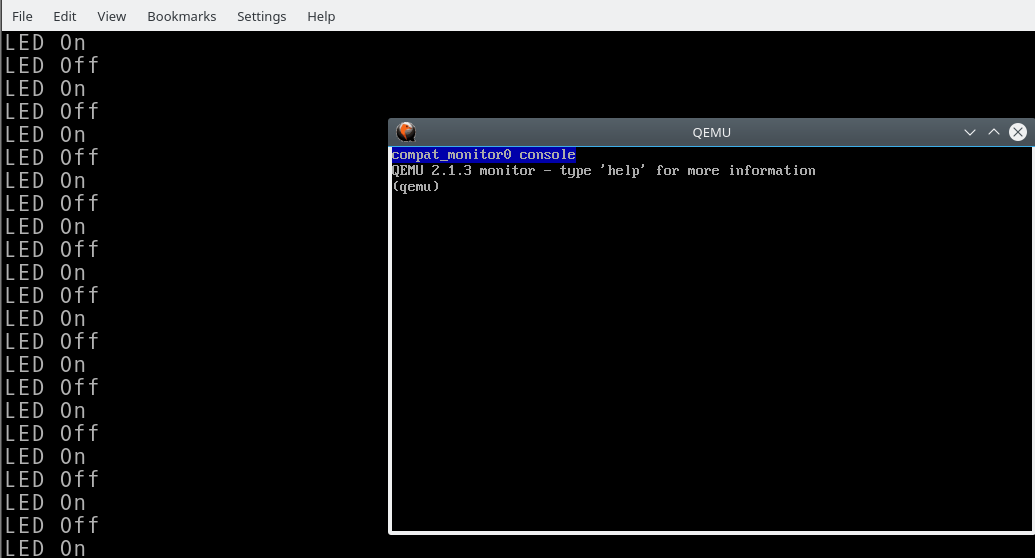 File Edit View Bookmarks Settings Help
LED On
LED Off
LED On
LED Off
LED On
LED Off
LED On
LED Off
LED On
LED Off
LED On
LED Off
LED On
LED Off
LED On
LED Off
LED On
LED Off
LED On
LED Off
LED On
LED Off
LED On
QEMU
compat_monitor0 console
QEMU 2.1.3 monitor - type 'help' for more information
(qemu)